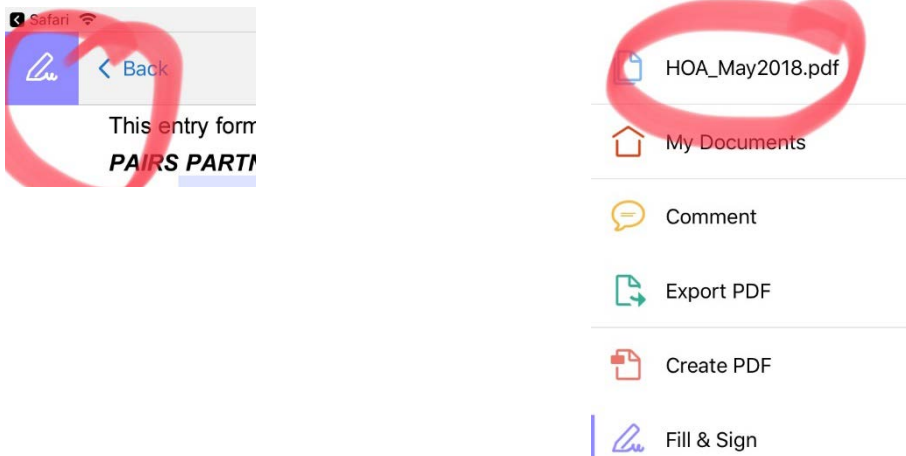 Safari
Back
This entry form
PAIRS PARTN
HOA_May2018.pdf
My Documents
Comment
Export PDF
Create PDF
Fill & Sign